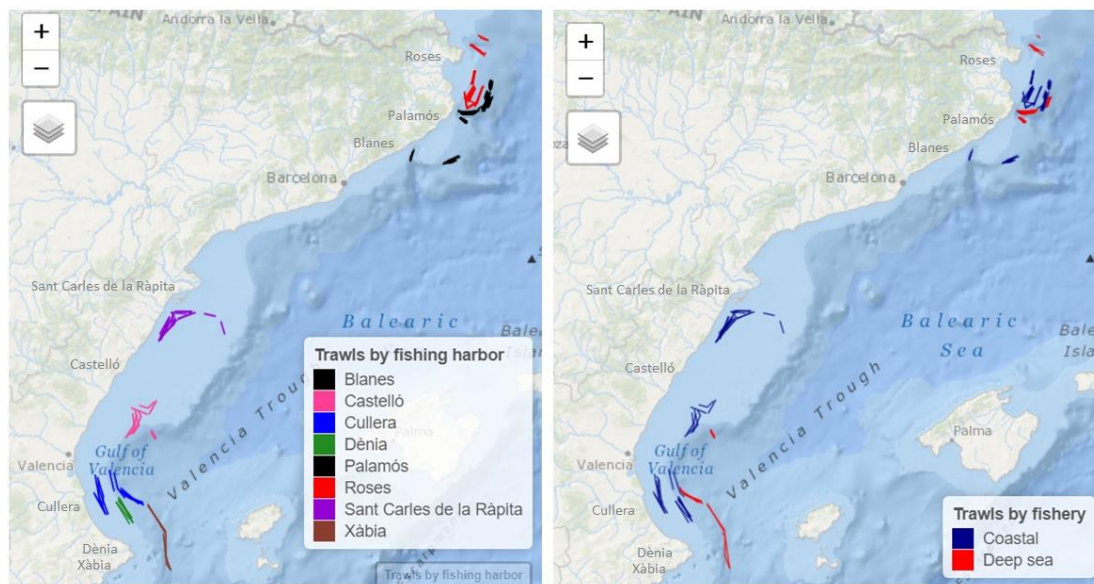 SPAIN
Andorra la Vella
+
−
Roses
Palamós
Blanes
Barcelona
Sant Carles de la Ràpita
Balearic
Castelló
Trawls by fishing harbor
Blanes
Castelló
Cullera
Dènia
Palamós
Roses
Sant Carles de la Ràpita
Xàbia
Valencia Trough
Palma
Gulf of
Valencia
Valencia
Cullera
Dènia
Xàbia
Trawls by fishing harbor
Andorra la Vella
+
−
Roses
Palamós
Blanes
Barcelona
Sant Carles de la Ràpita
Balearic
Sea
Castelló
Valencia Trough
Palma
Gulf of
Valencia
Valencia
Cullera
Dènia
Xàbia
Trawls by fishery
Coastal
Deep sea